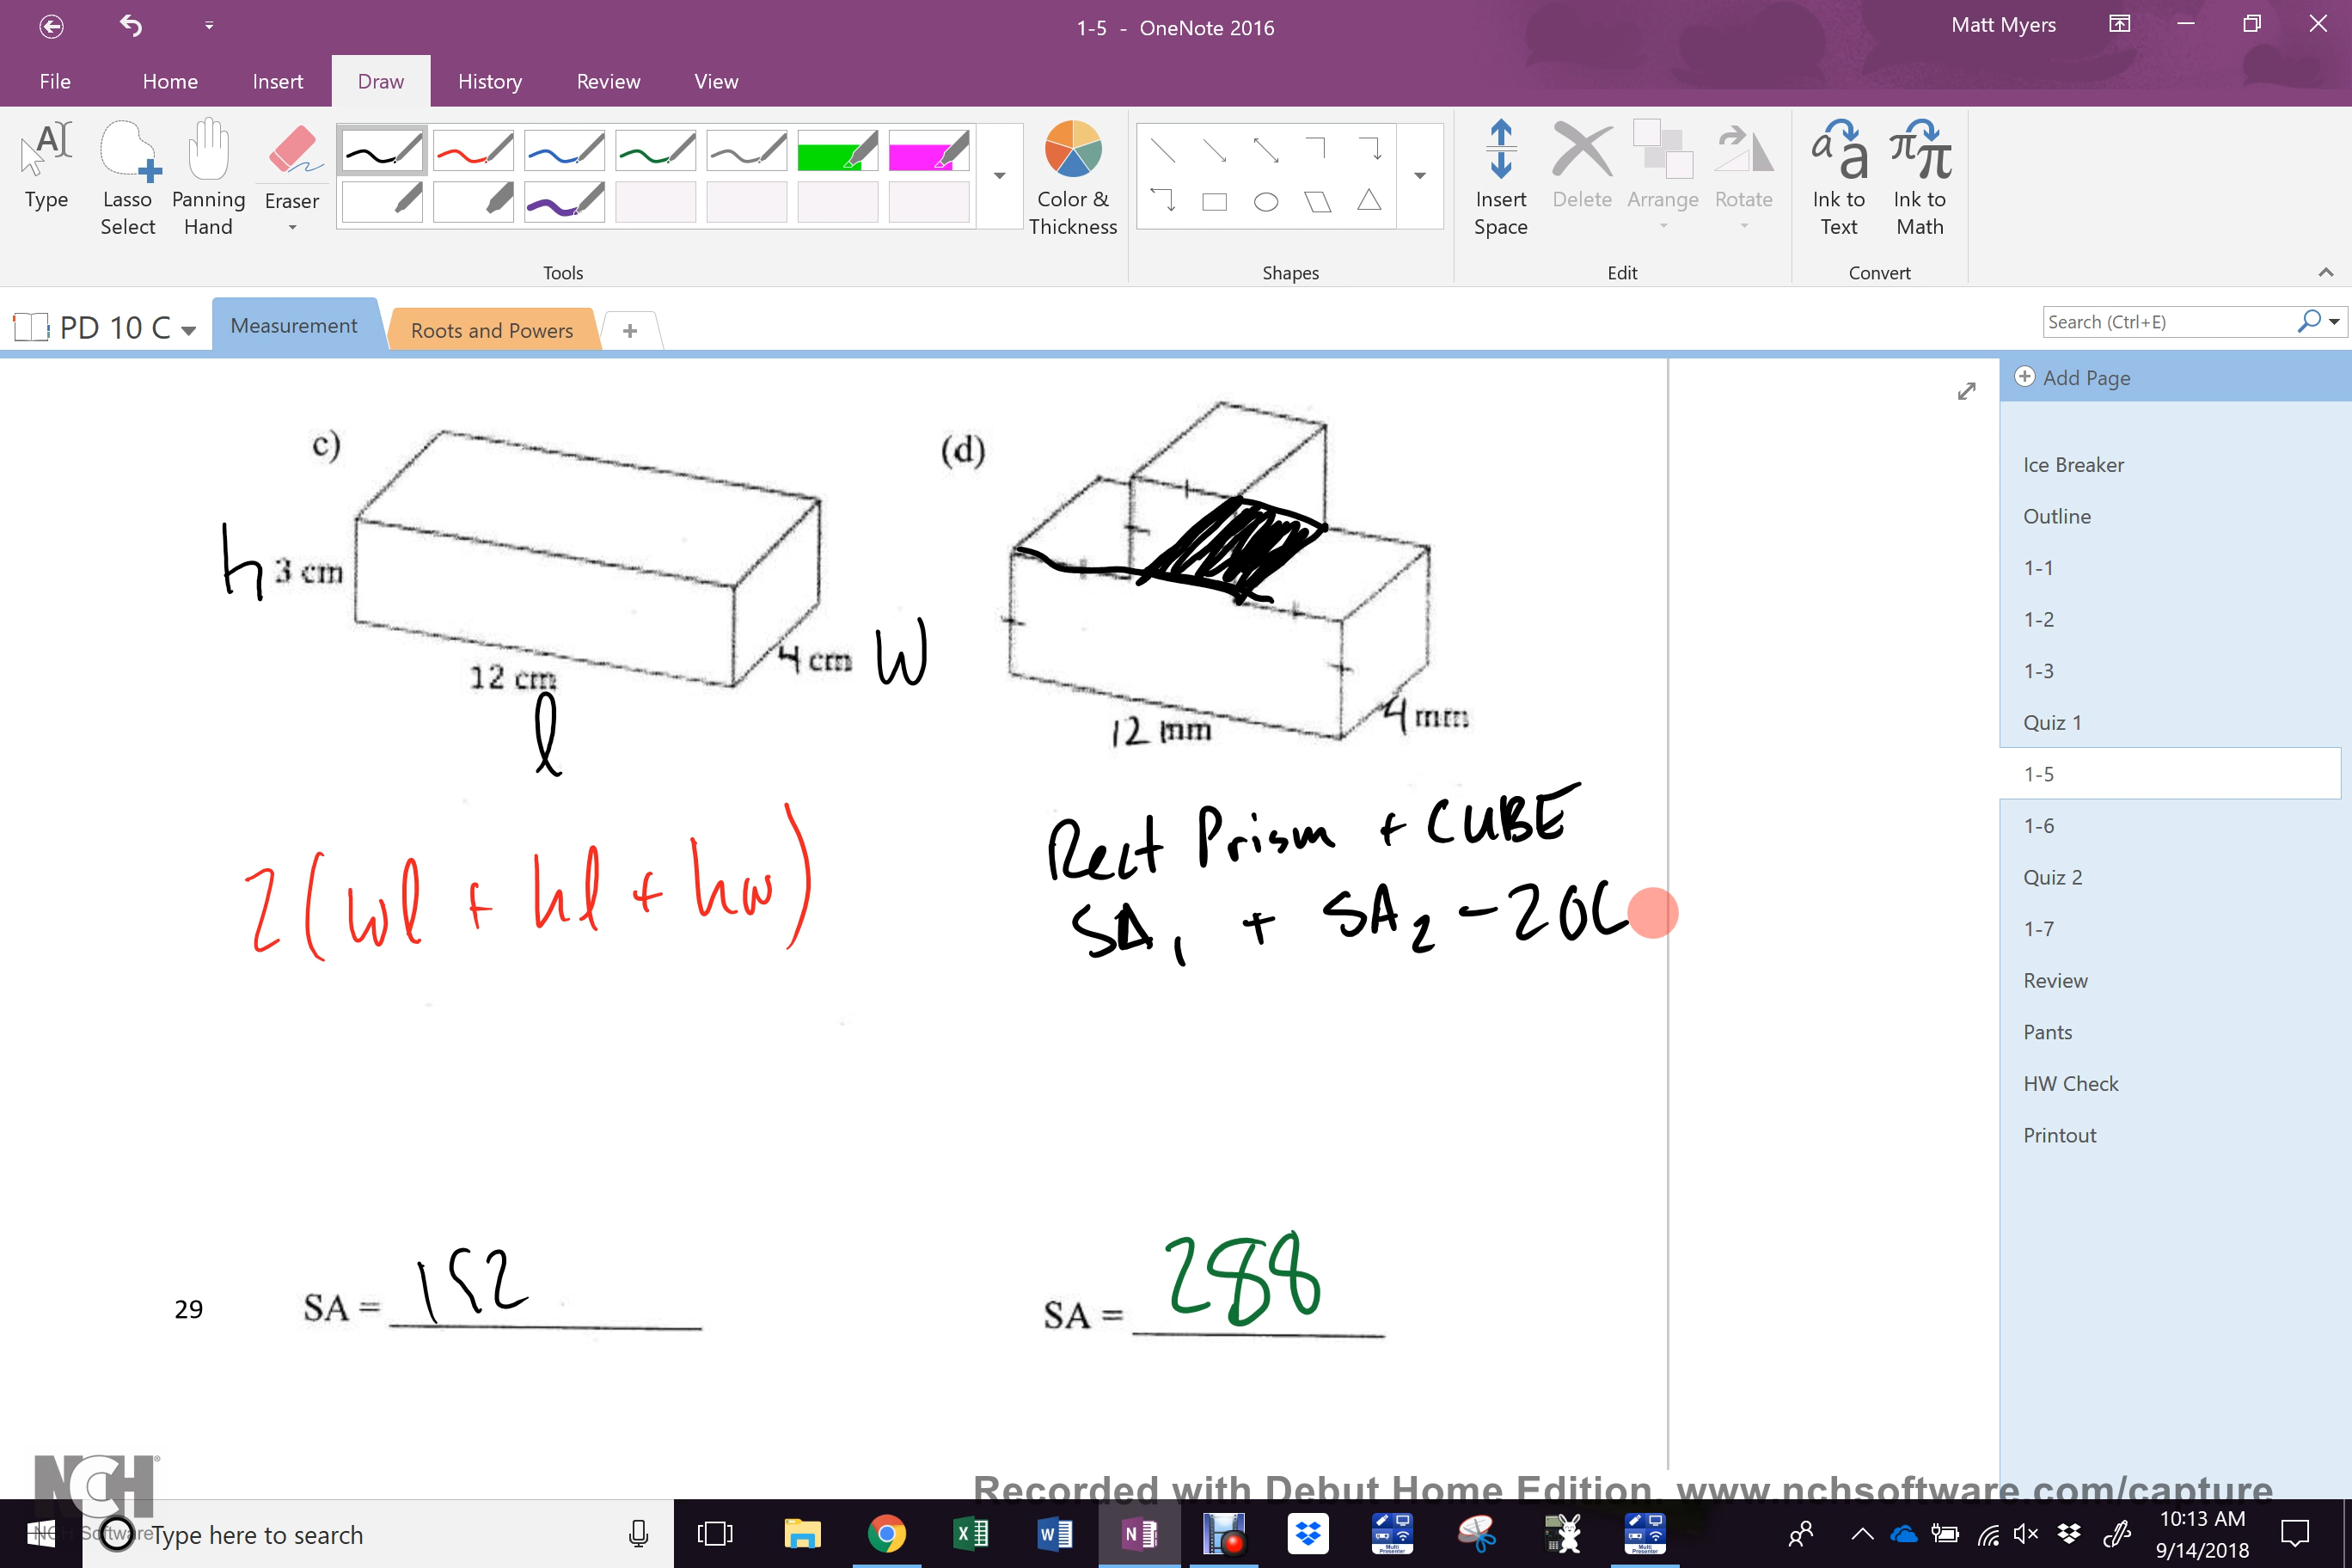 1-5 - OneNote 2016
Matt Myers
File Home Insert Draw History Review View
Type
Lasso Select
Panning Hand
Eraser
Color & Thickness
Insert Space
Delete
Arrange
Rotate
Ink to Text
Ink to Math
Tools
Shapes
Edit
Convert
PD 10 C
Measurement
Roots and Powers
Search (Ctrl+E)
Add Page
Ice Breaker
Outline
1-1
1-2
1-3
Quiz 1
1-5
1-6
Quiz 2
1-7
Review
Pants
HW Check
Printout
c)
h 3 cm
12 cm
l
4 cm W
(d)
12 mm
4 mm
2(wl + hl + hw)
Rect Prism + CUBE
SA1 + SA2 - 2OL
29
SA = 192
SA = 288
NCH®
NCH Software
Recorded with Debut Home Edition. www.nchsoftware.com/capture
Type here to search
10:13 AM
9/14/2018